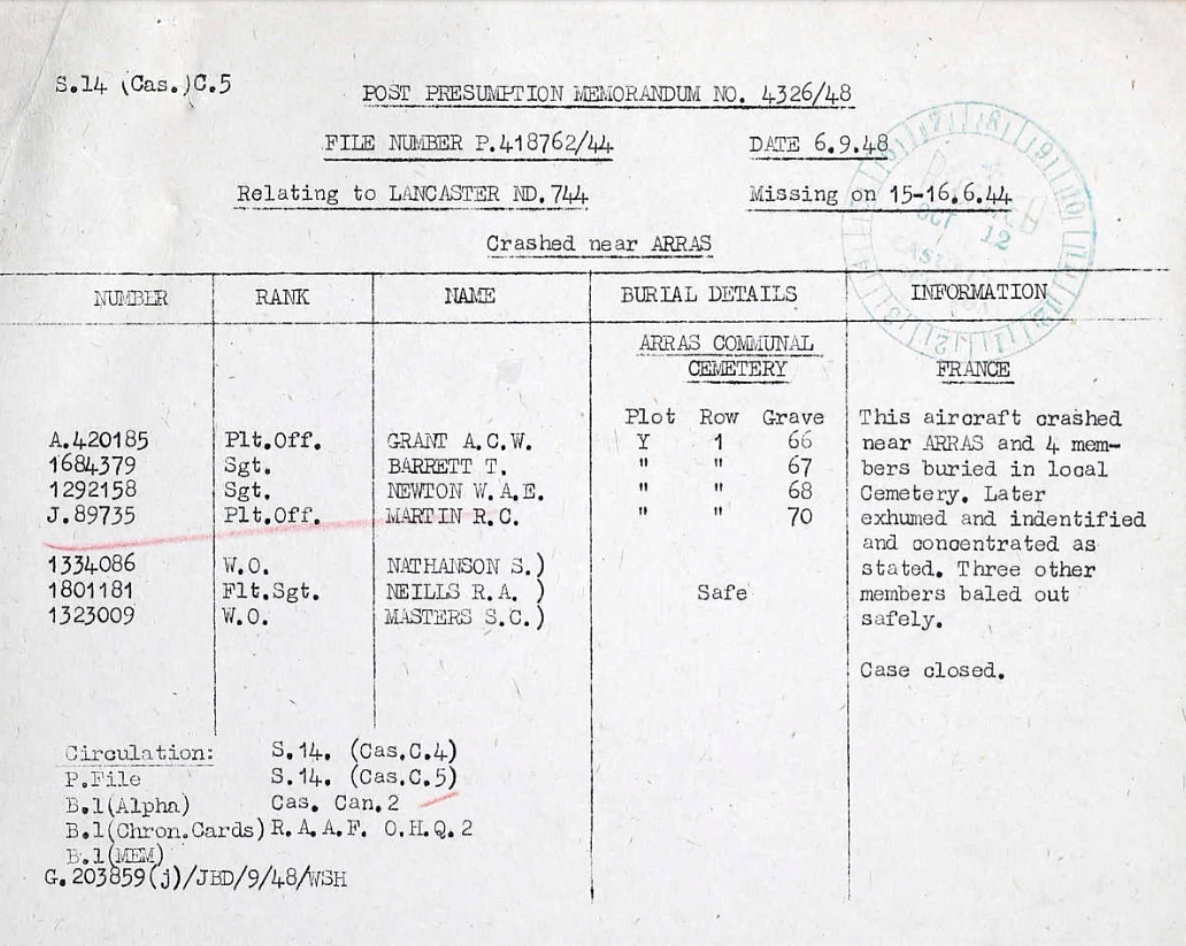 S.14 (Cas.)C.5
POST PRESUMPTION MEMORANDUM NO. 4326/48
FILE NUMBER P.418762/44 DATE 6.9.48
Relating to LANCASTER ND.744 Missing on 15-16.6.44
Crashed near ARRAS
NUMBER RANK NAME BURIAL DETAILS INFORMATION
ARRAS COMMUNAL
CEMETERY FRANCE
Plot Row Grave This aircraft crashed
A.420185 Plt.Off. GRANT A.C.W. Y 1 66 near ARRAS and 4 mem-
1684379 Sgt. BARRETT T. " " 67 bers buried in local
1292158 Sgt. NEWTON W.A.E. " " 68 Cemetery. Later
J.89735 Plt.Off. MARTIN R.C. " " 70 exhumed and indentified
and concentrated as
1334086 W.O. NATHANSON S.) stated. Three other
1801181 Flt.Sgt. NEILLS R.A. ) Safe members baled out
1323009 W.O. MASTERS S.C.) safely.
Case closed.
Circulation: S.14. (Cas.C.4)
P.File S.14. (Cas.C.5)
B.1(Alpha) Cas. Can.2
B.1(Chron.Cards) R.A.A.F. O.H.Q.2
B.1(MEM)
G.203859(j)/JBD/9/48/WSH
OCT 12